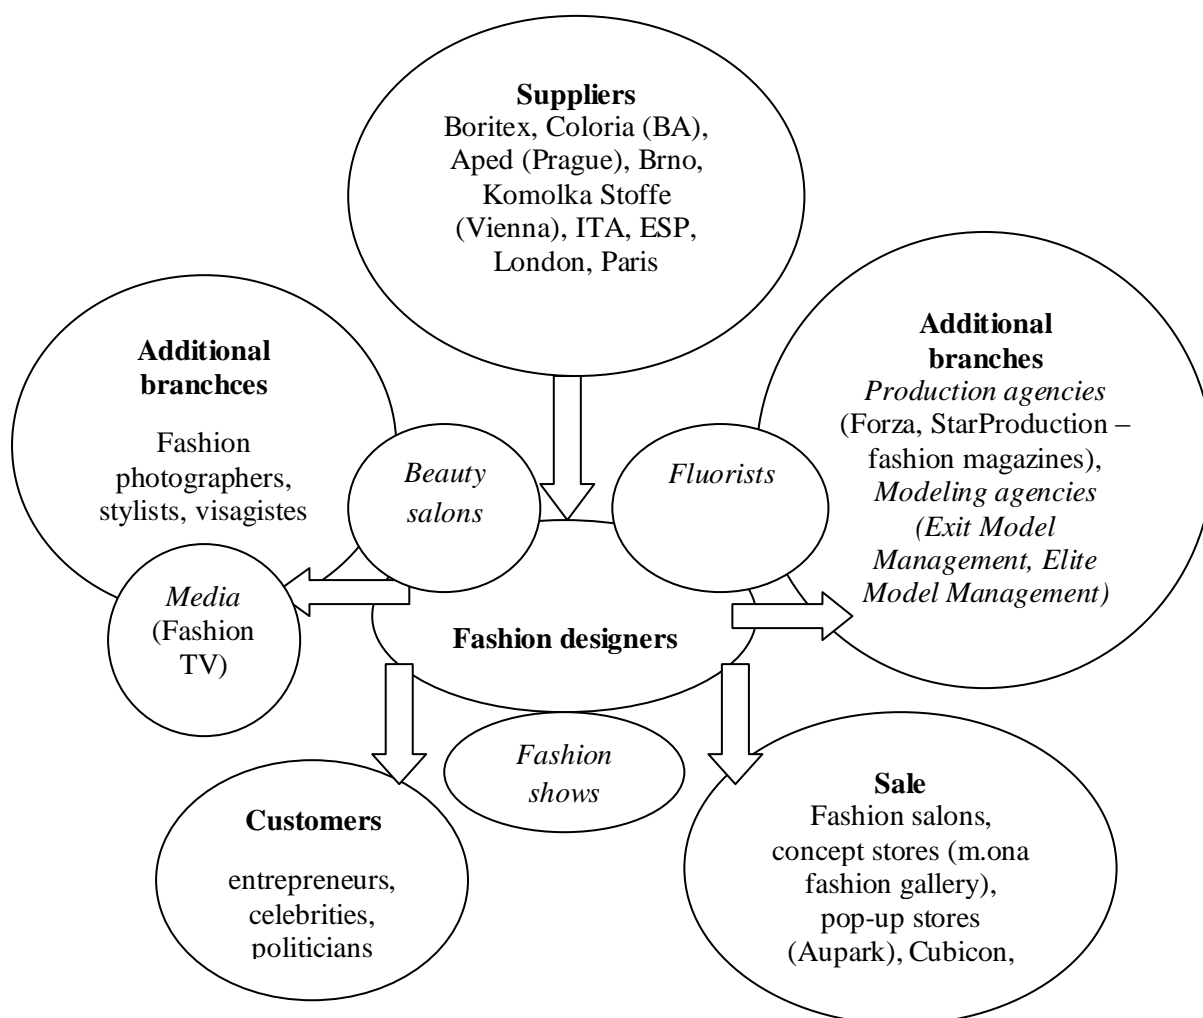 Suppliers
Boritex, Coloria (BA),
Aped (Prague), Brno,
Komolka Stoffe
(Vienna), ITA, ESP,
London, Paris
Additional
branchces
Fashion
photographers,
stylists, visagistes
Beauty
salons
Fluorists
Additional
branches
Production agencies
(Forza, StarProduction –
fashion magazines),
Modeling agencies
(Exit Model
Management, Elite
Model Management)
Media
(Fashion
TV)
Fashion designers
Fashion
shows
Customers
entrepreneurs,
celebrities,
politicians
Sale
Fashion salons,
concept stores (m.ona
fashion gallery),
pop-up stores
(Aupark), Cubicon,